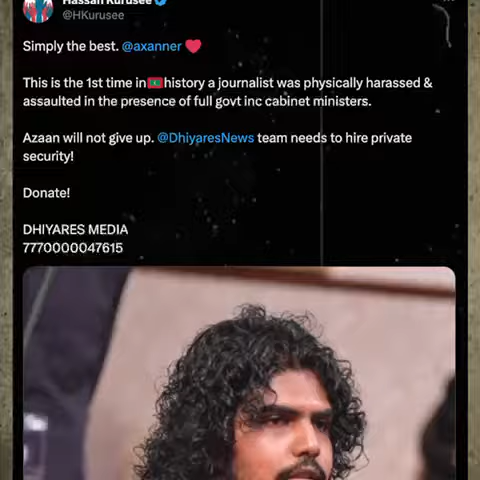 Hassan Kurusee
@HKurusee
Simply the best. @axanner ❤️
This is the 1st time in🇲🇻history a journalist was physically harassed &
assaulted in the presence of full govt inc cabinet ministers.
Azaan will not give up. @DhiyaresNews team needs to hire private
security!
Donate!
DHIYARES MEDIA
7770000047615